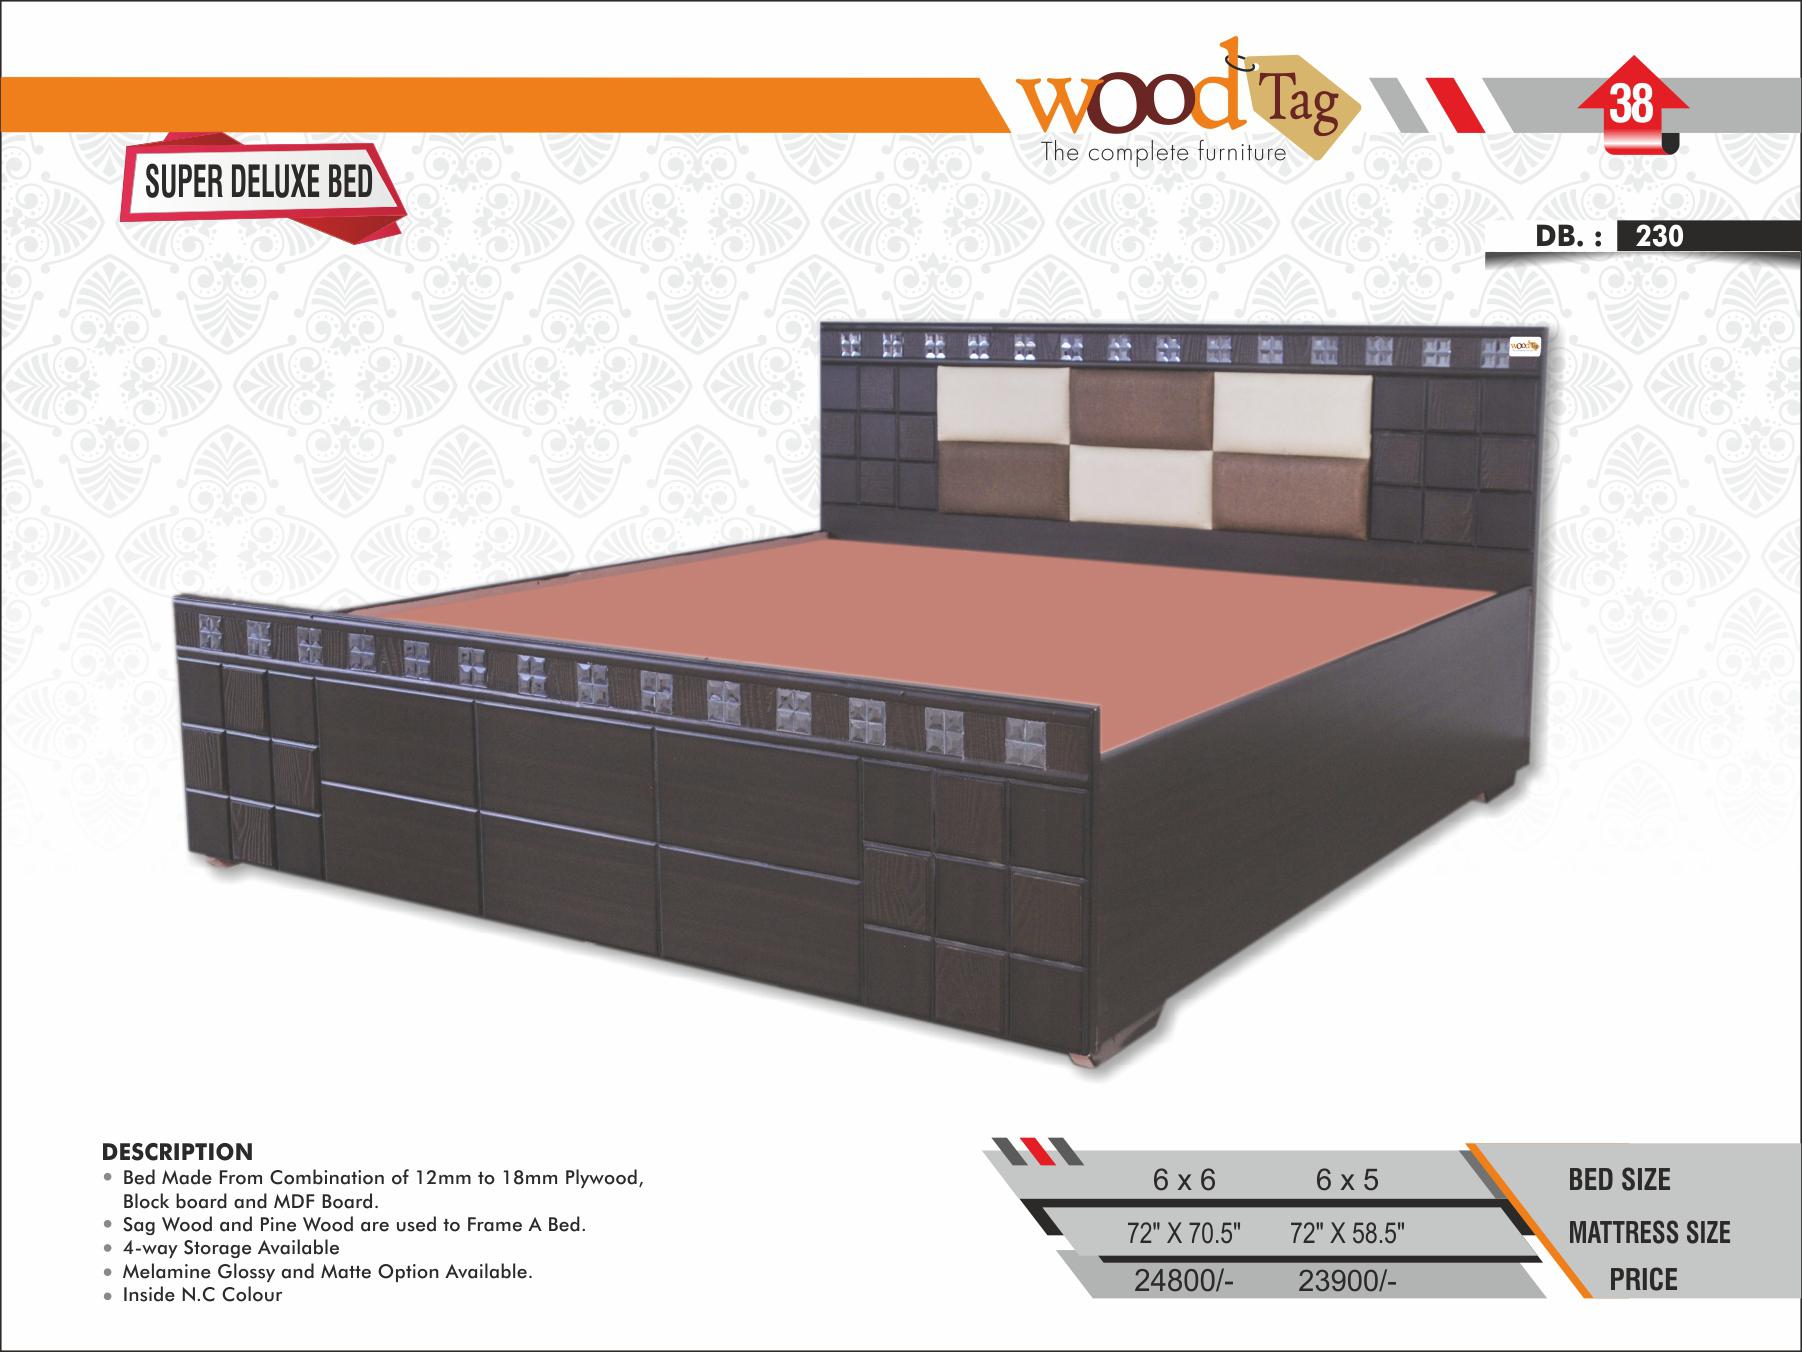 wood Tag
The complete furniture
38
SUPER DELUXE BED
DB. : 230
wood Tag
DESCRIPTION
• Bed Made From Combination of 12mm to 18mm Plywood,
Block board and MDF Board.
• Sag Wood and Pine Wood are used to Frame A Bed.
• 4-way Storage Available
• Melamine Glossy and Matte Option Available.
• Inside N.C Colour
6 x 6 6 x 5 BED SIZE
72" X 70.5" 72" X 58.5" MATTRESS SIZE
24800/- 23900/- PRICE